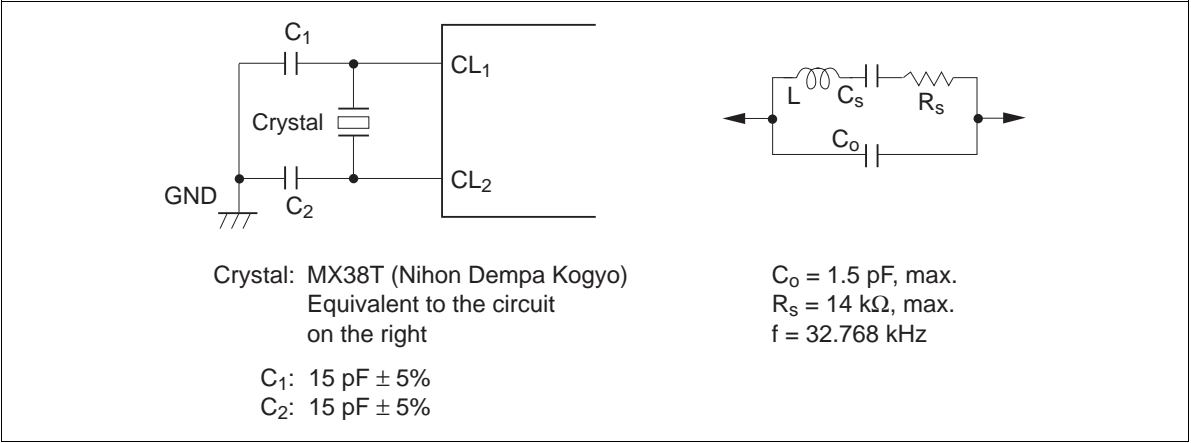 C₁
CL₁
Crystal
CL₂
GND
C₂
L
Cₛ
Rₛ
Cₒ
Crystal: MX38T (Nihon Dempa Kogyo)
Equivalent to the circuit
on the right
C₁: 15 pF ± 5%
C₂: 15 pF ± 5%
Cₒ = 1.5 pF, max.
Rₛ = 14 kΩ, max.
f = 32.768 kHz